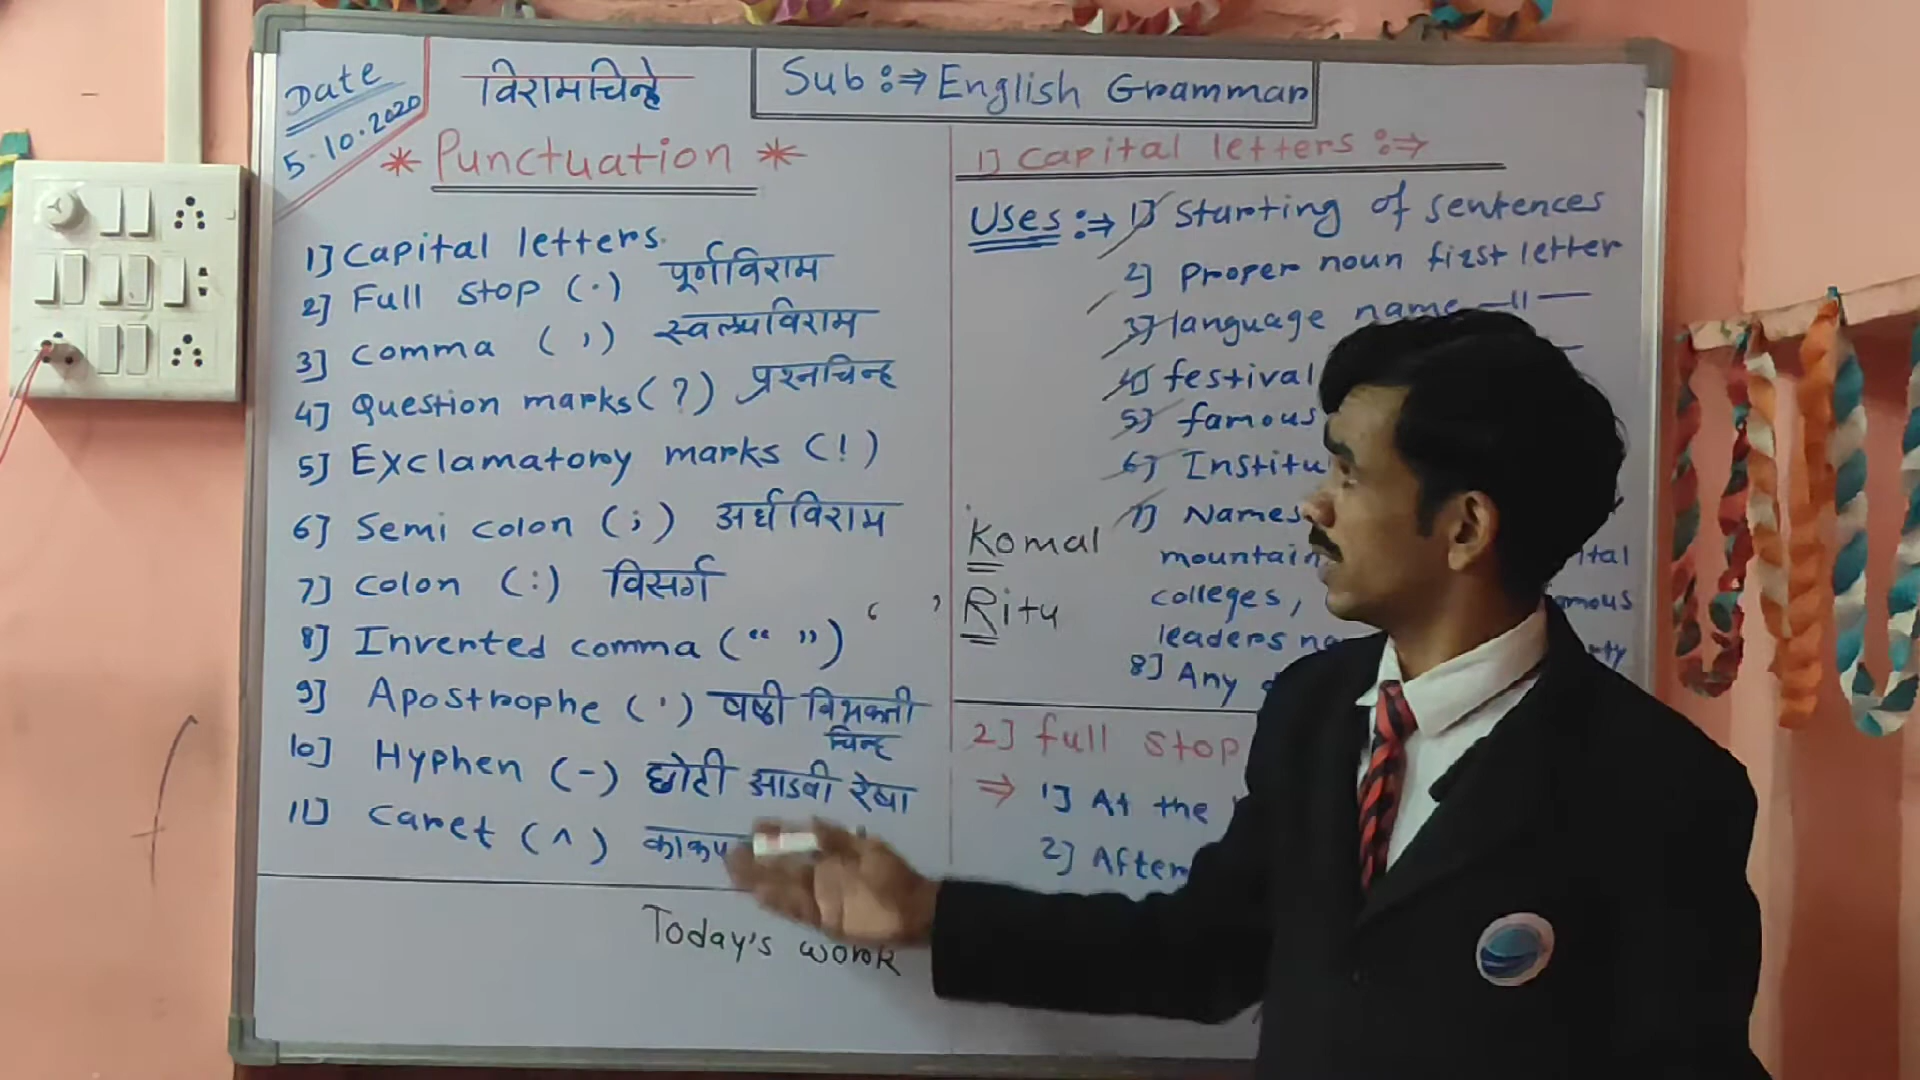 Date
5.10.2020
विरामचिन्हे
Sub :⇒ English Grammar
* Punctuation *
1] Capital letters.
2] Full stop (.) पूर्णविराम
3] Comma (,) स्वल्पविराम
4] Question marks (?) प्रश्नचिन्ह
5] Exclamatory marks (!)
6] Semi colon (;) अर्धविराम
7] Colon (:) विसर्ग
8] Invented comma (“ ”) ‘ ’
9] Apostrophe (') षष्ठी विभक्ती
चिन्ह
10] Hyphen (-) छोटी आडवी रेषा
11] Caret (^)
Today's work
1] Capital letters :⇒
Uses :⇒ 1] Starting of sentences
2] Proper noun first letter
3] language name —11—
4] festival
5] famous
6]
7] Names
mountain
colleges,
leaders
8] Any
Komal
Ritu
2] full stop
⇒ 1] At the
2] After